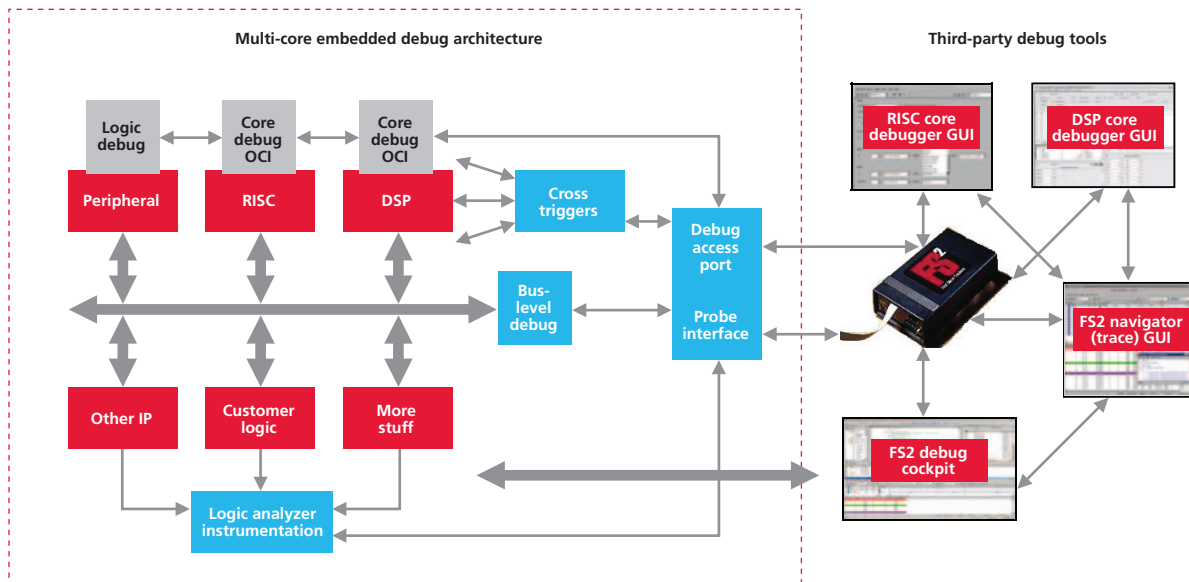 Multi-core embedded debug architecture
Third-party debug tools
Logic
debug
Core
debug
OCI
Core
debug
OCI
Peripheral
RISC
DSP
Cross
triggers
Debug
access
port
Probe
interface
Bus-
level
debug
Other IP
Customer
logic
More
stuff
Logic analyzer
instrumentation
RISC core
debugger GUI
DSP core
debugger GUI
FS2
FS2 navigator
(trace) GUI
FS2 debug
cockpit